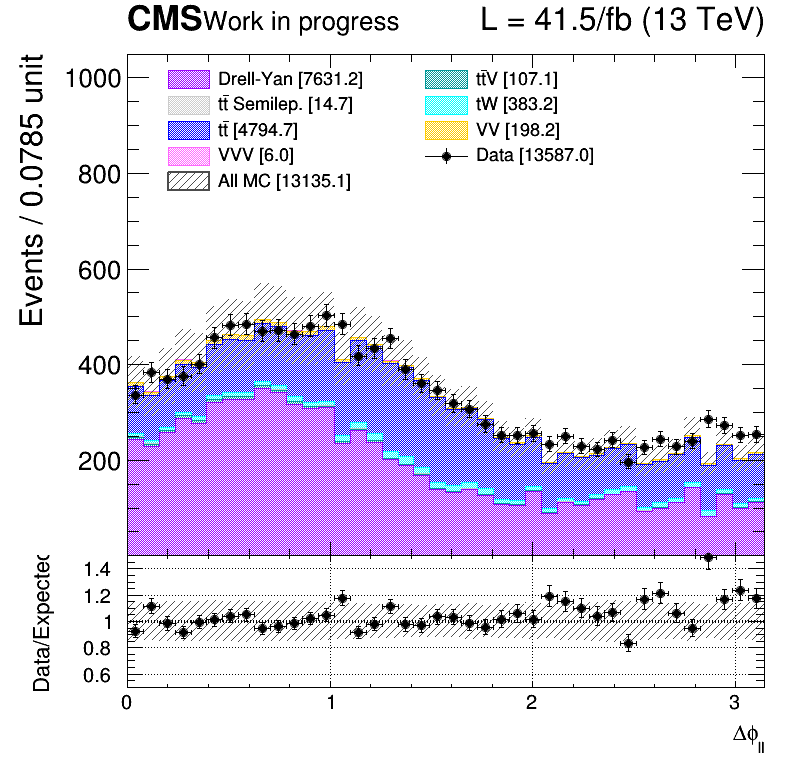 CMS Work in progress L = 41.5/fb (13 TeV)
Events / 0.0785 unit
1000
800
600
400
200
Drell-Yan [7631.2]
tt̄ Semilep. [14.7]
tt̄ [4794.7]
VVV [6.0]
All MC [13135.1]
tt̄V [107.1]
tW [383.2]
VV [198.2]
Data [13587.0]
Data/Expected
1.4
1.2
1
0.8
0.6
0 1 2 3
Δϕll